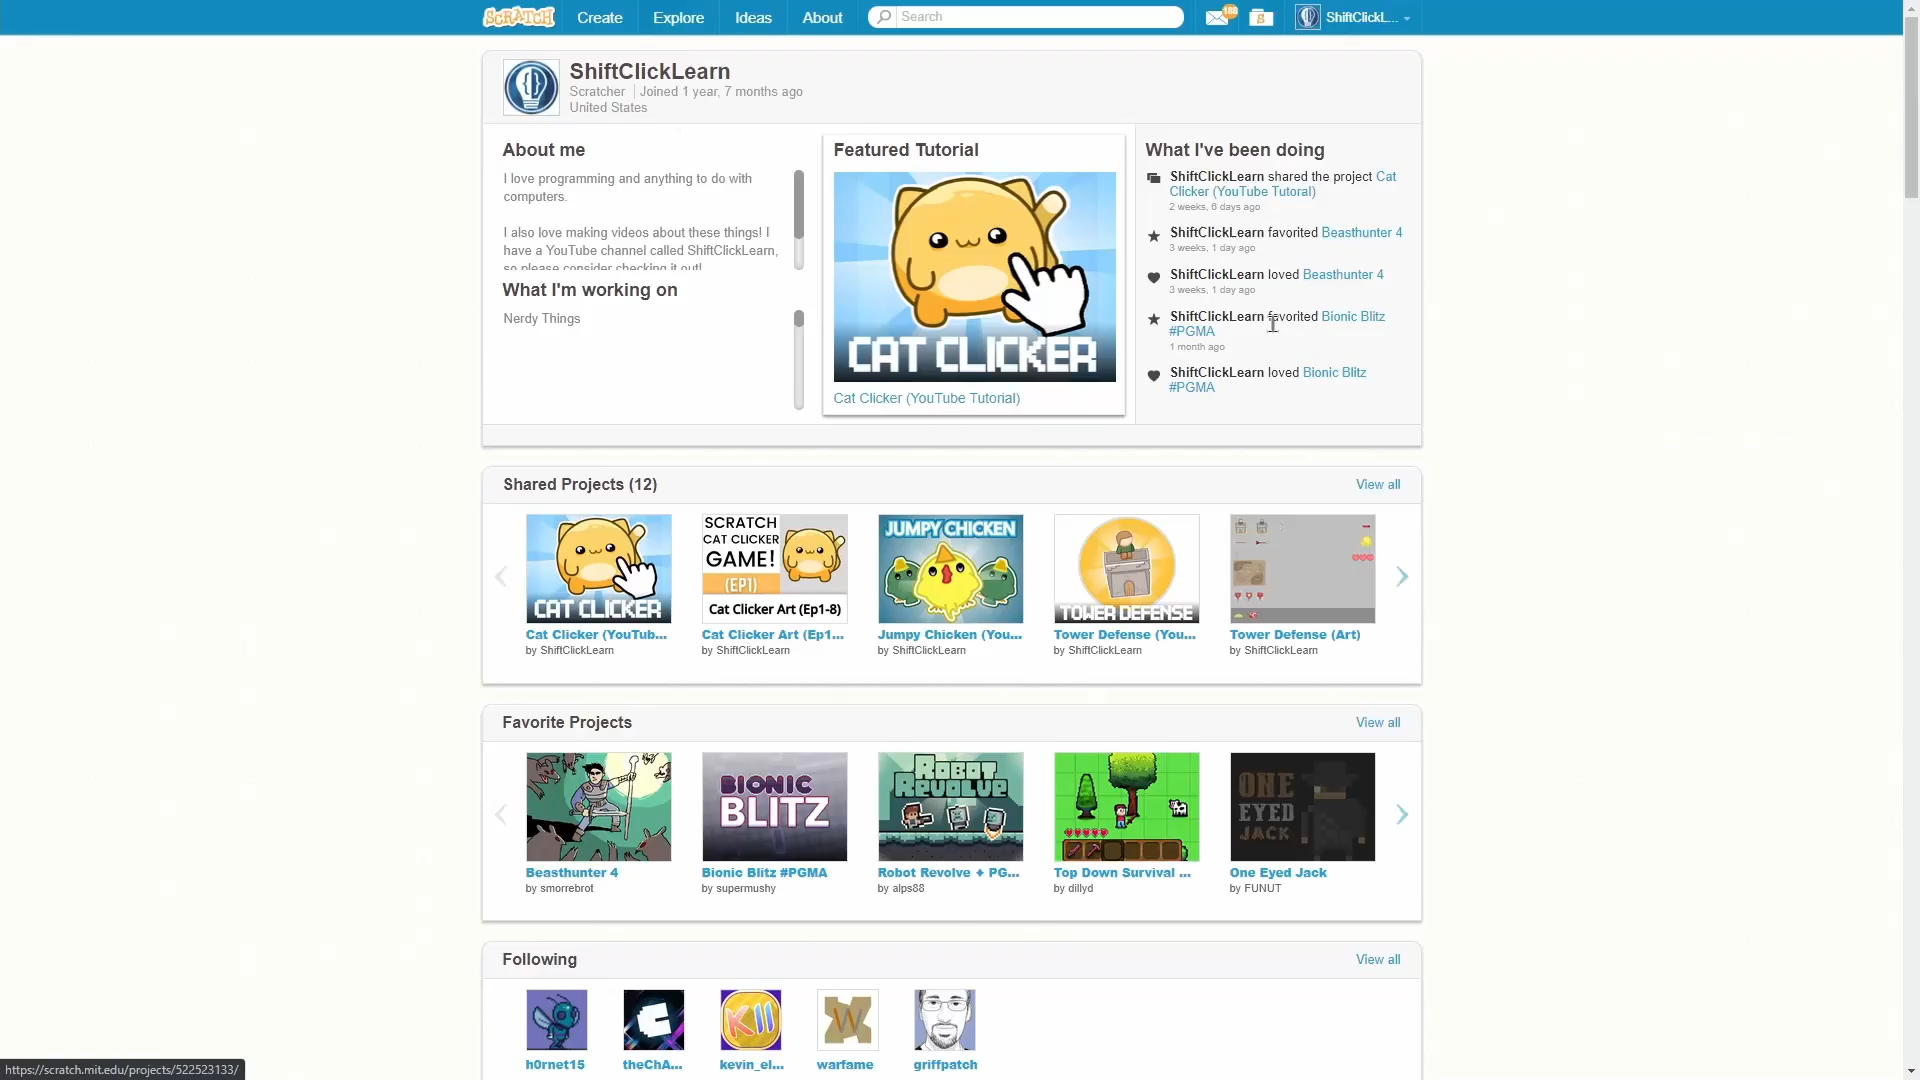 SCRATCH Create Explore Ideas About Search 188 ShiftClickL...
ShiftClickLearn
Scratcher Joined 1 year, 7 months ago
United States
About me
I love programming and anything to do with
computers.
I also love making videos about these things! I
have a YouTube channel called ShiftClickLearn,
so please consider checking it out!
What I'm working on
Nerdy Things
Featured Tutorial
CAT CLICKER
Cat Clicker (YouTube Tutorial)
What I've been doing
ShiftClickLearn shared the project Cat
Clicker (YouTube Tutoral)
2 weeks, 6 days ago
ShiftClickLearn favorited Beasthunter 4
3 weeks, 1 day ago
ShiftClickLearn loved Beasthunter 4
3 weeks, 1 day ago
ShiftClickLearn favorited Bionic Blitz
#PGMA
1 month ago
ShiftClickLearn loved Bionic Blitz
#PGMA
Shared Projects (12) View all
CAT CLICKER
Cat Clicker (YouTub...
by ShiftClickLearn
SCRATCH
CAT CLICKER
GAME!
(EP1)
Cat Clicker Art (Ep1-8)
Cat Clicker Art (Ep1...
by ShiftClickLearn
JUMPY CHICKEN
Jumpy Chicken (You...
by ShiftClickLearn
TOWER DEFENSE
Tower Defense (You...
by ShiftClickLearn
Tower Defense (Art)
by ShiftClickLearn
Favorite Projects View all
Beasthunter 4
by smorrebrot
BIONIC
BLITZ
Bionic Blitz #PGMA
by supermushy
ROBOT
REVOLVE
Robot Revolve + PG...
by alps88
Top Down Survival ...
by dillyd
ONE
EYED
JACK
One Eyed Jack
by FUNUT
Following View all
h0rnet15
theChA...
K11
kevin_el...
W
warfame
griffpatch
https://scratch.mit.edu/projects/522523133/